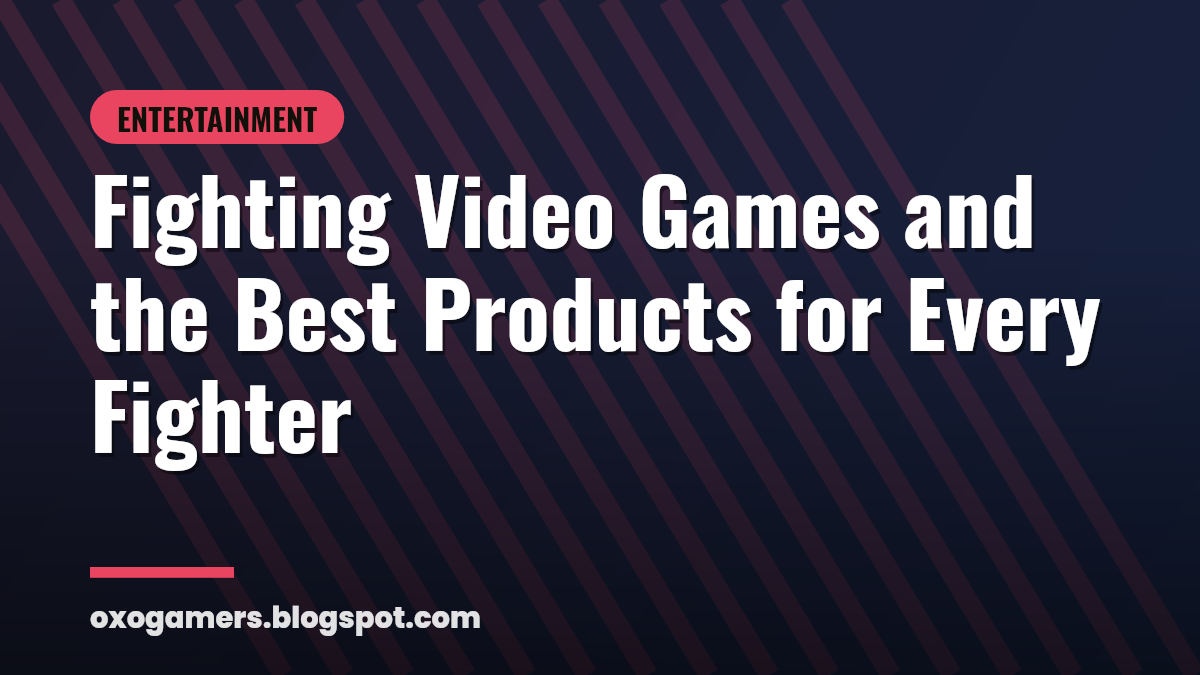 ENTERTAINMENT
Fighting Video Games and
the Best Products for Every
Fighter
oxogamers.blogspot.com